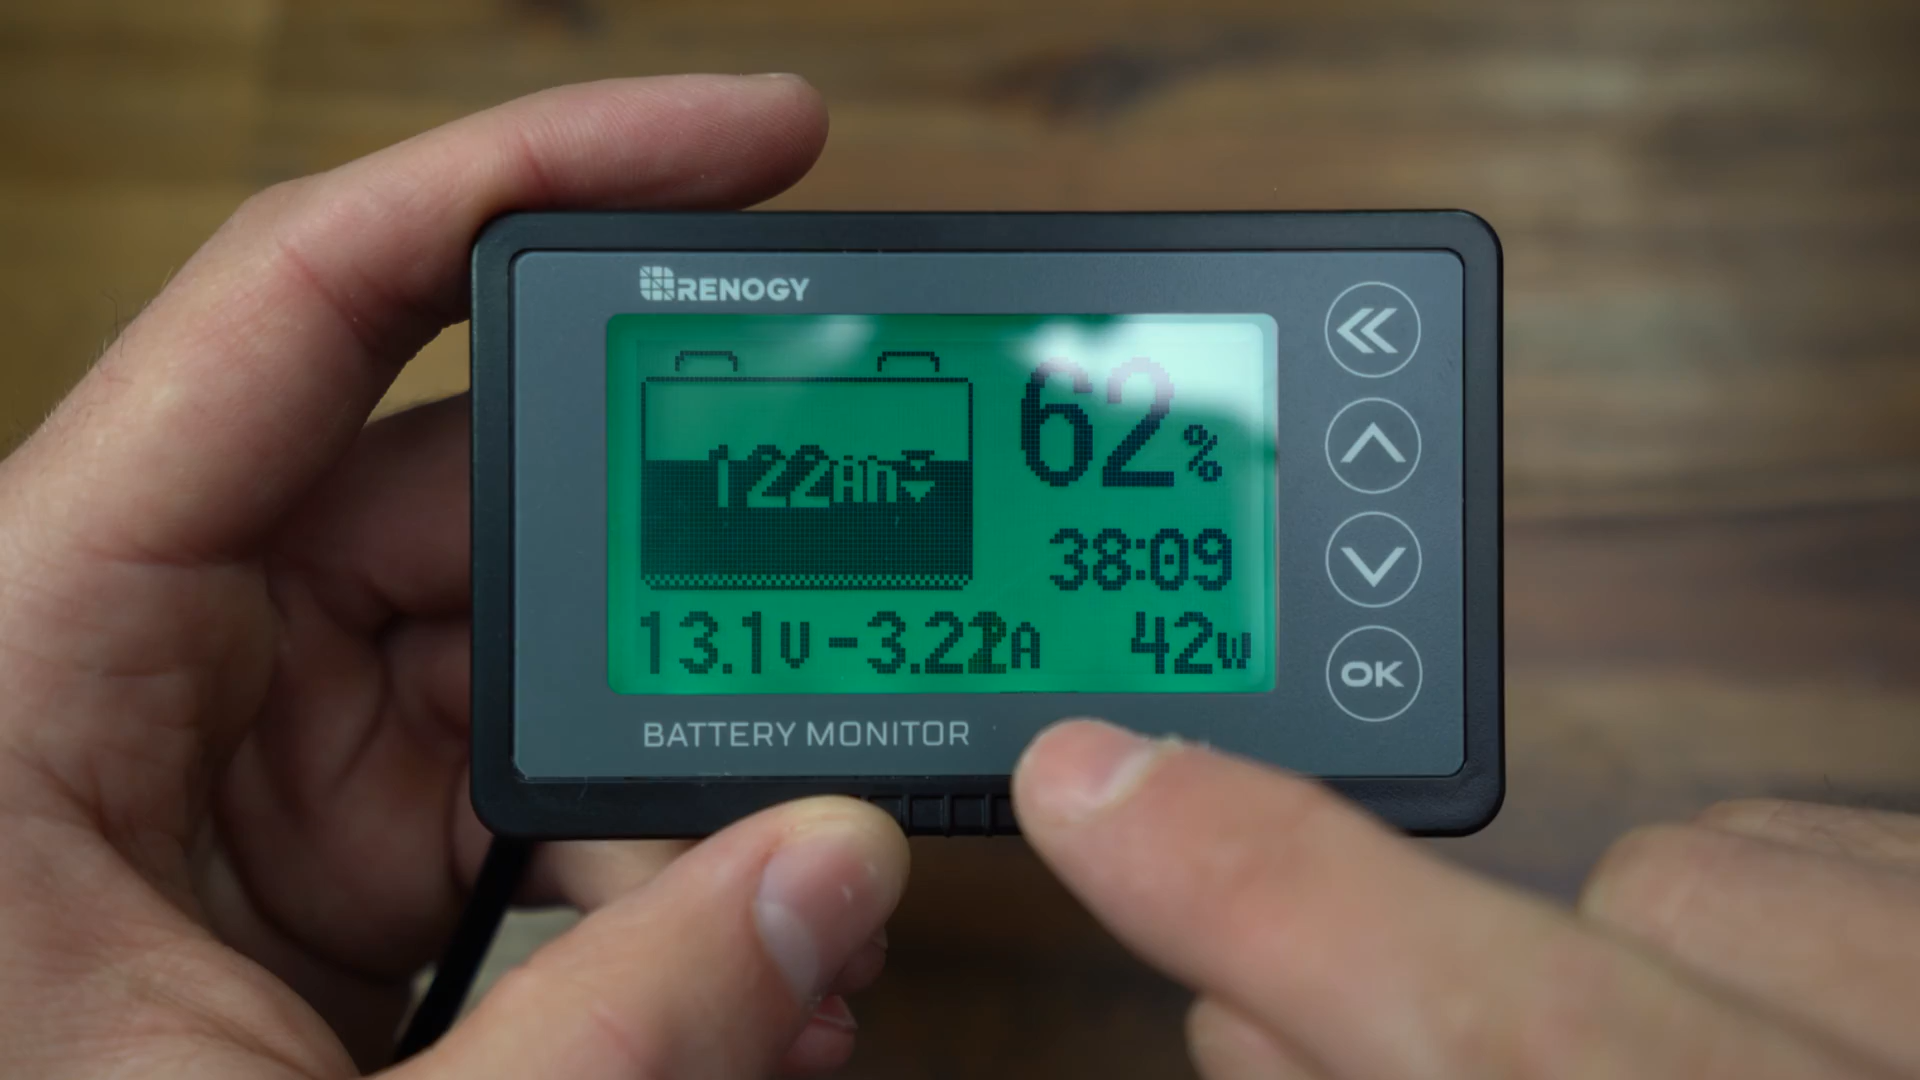 RENOGY
122Ah
62%
38:09
13.1V -3.22A 42W
BATTERY MONITOR
OK